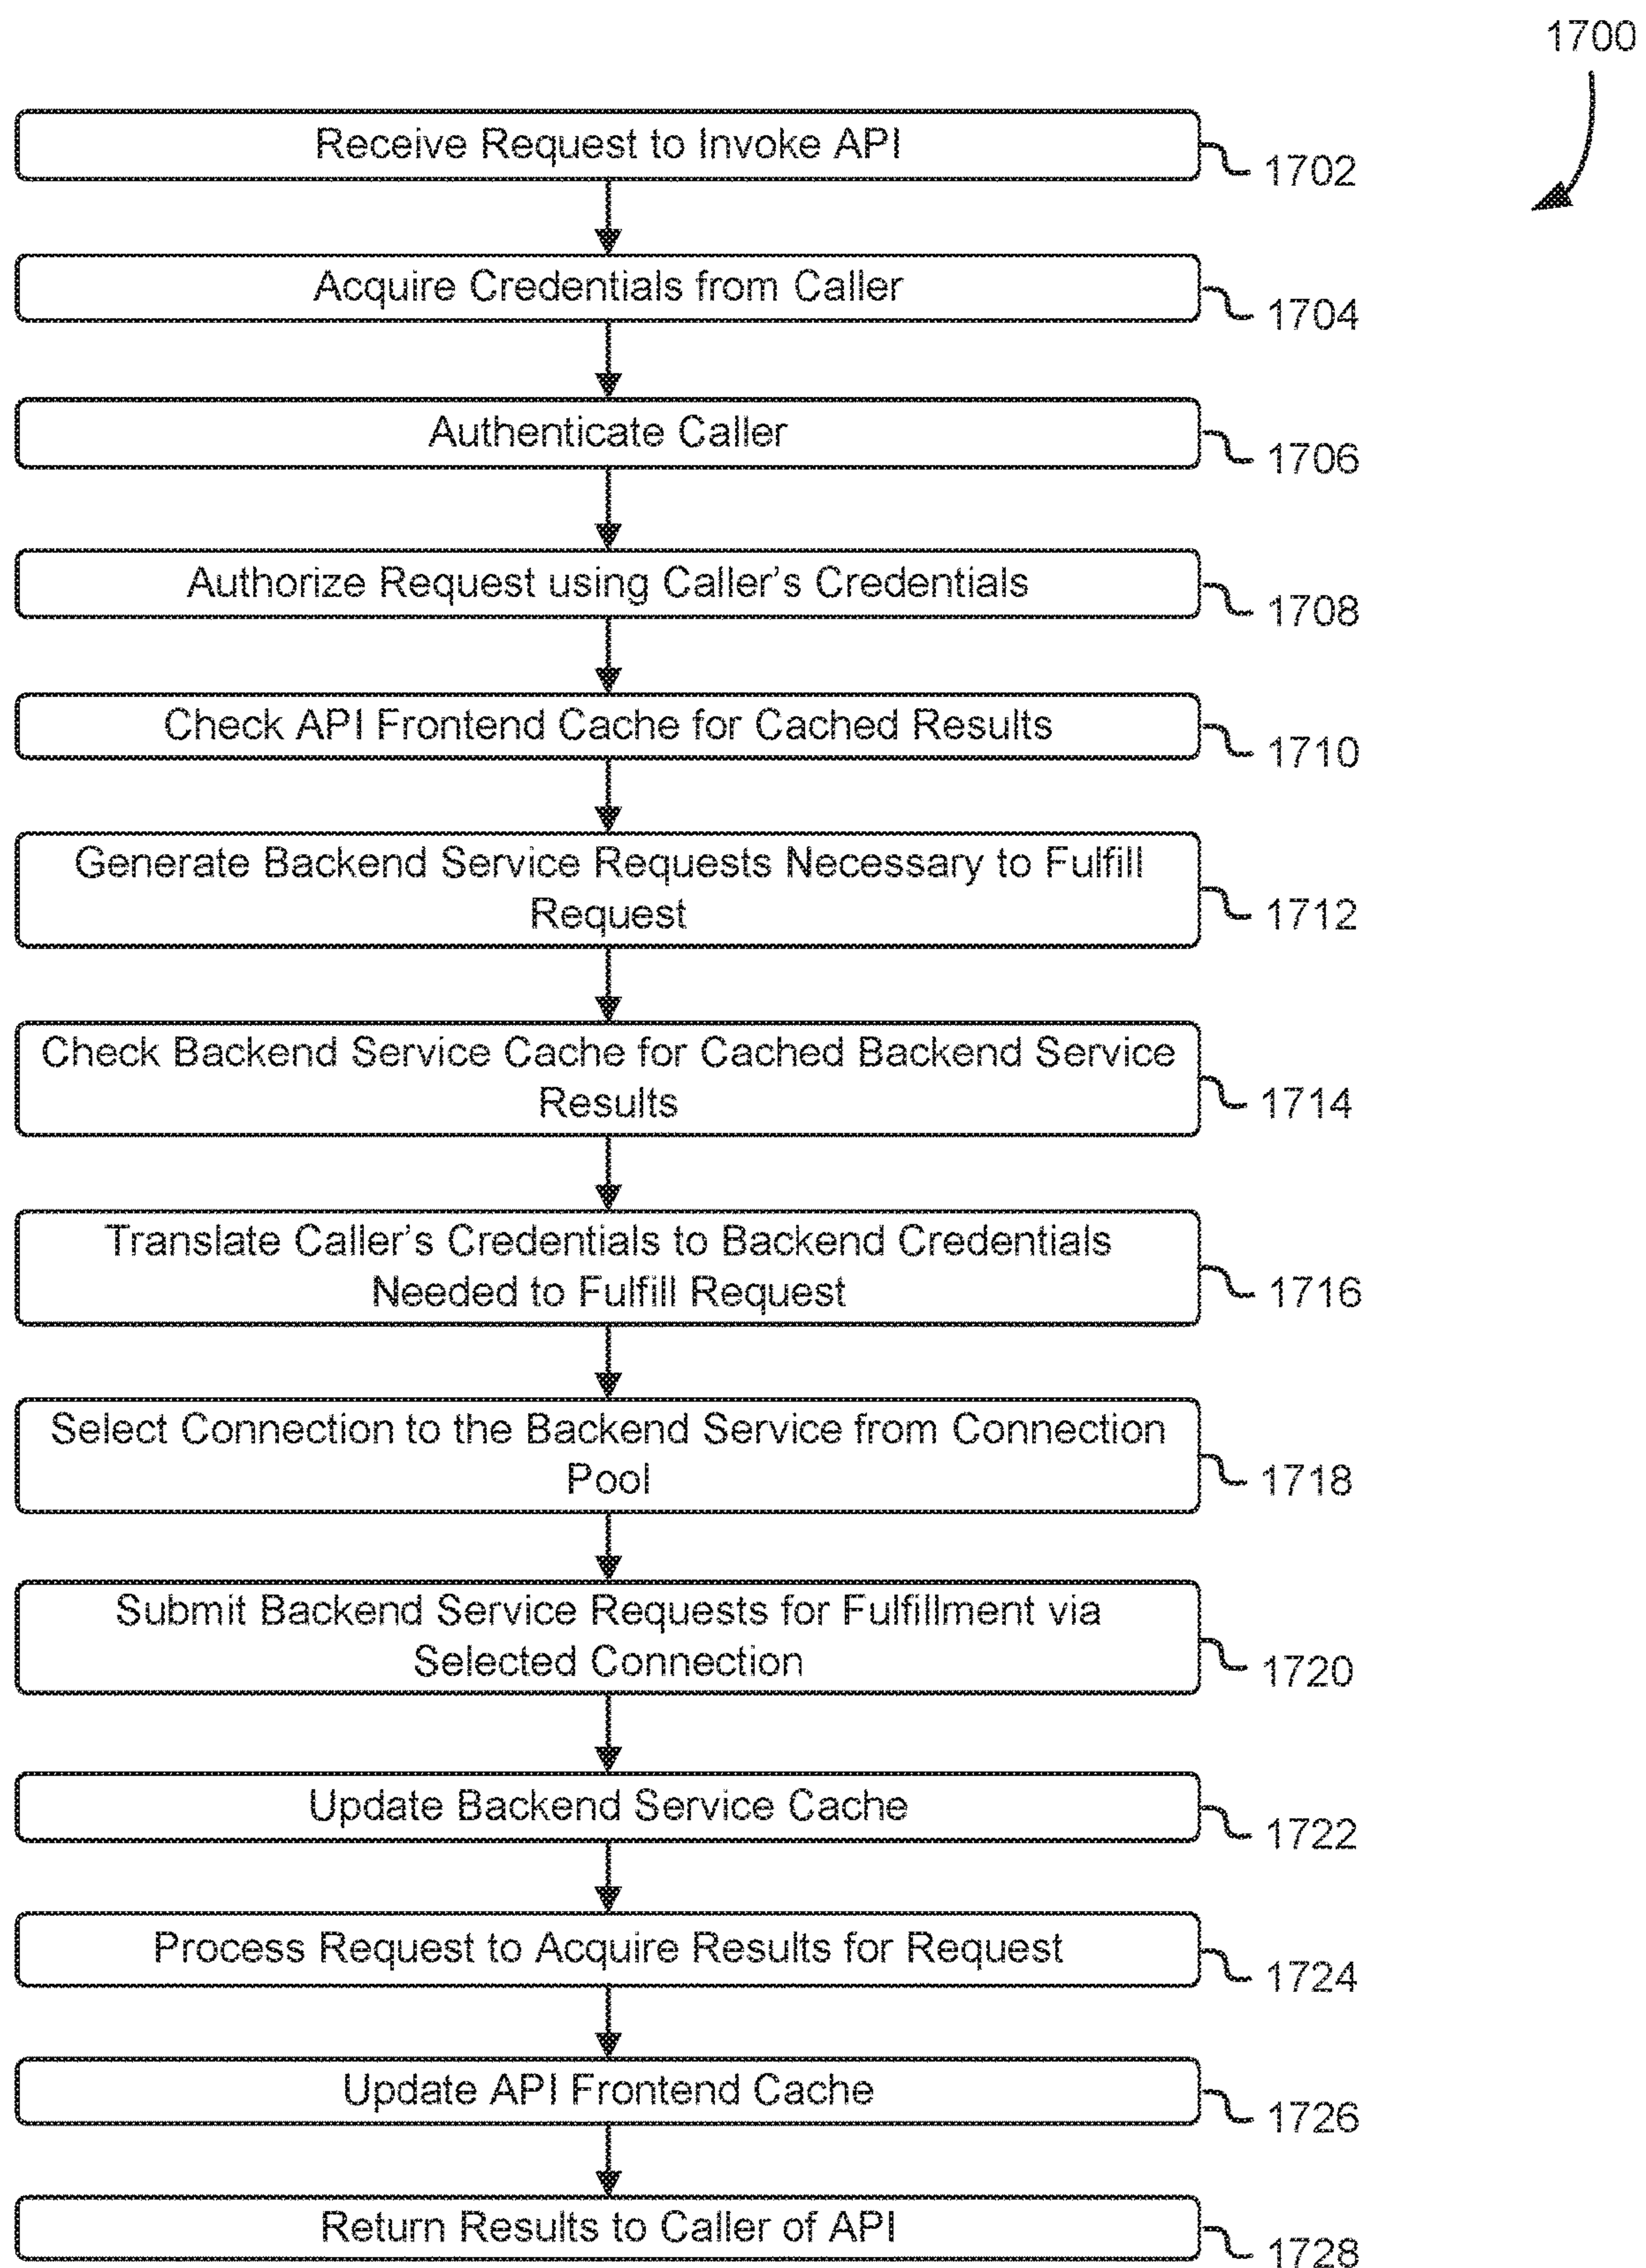 1700
Receive Request to Invoke API
1702
Acquire Credentials from Caller
1704
Authenticate Caller
1706
Authorize Request using Caller's Credentials
1708
Check API Frontend Cache for Cached Results
1710
Generate Backend Service Requests Necessary to Fulfill
Request
1712
Check Backend Service Cache for Cached Backend Service
Results
1714
Translate Caller's Credentials to Backend Credentials
Needed to Fulfill Request
1716
Select Connection to the Backend Service from Connection
Pool
1718
Submit Backend Service Requests for Fulfillment via
Selected Connection
1720
Update Backend Service Cache
1722
Process Request to Acquire Results for Request
1724
Update API Frontend Cache
1726
Return Results to Caller of API
1728